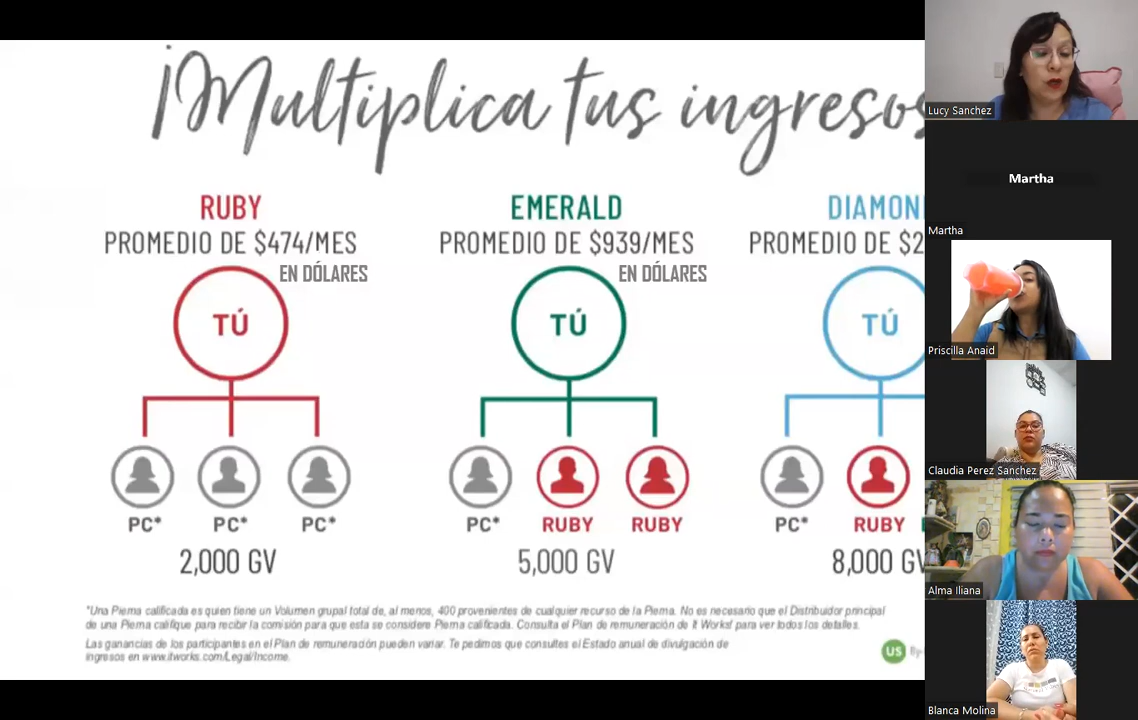 ¡Multiplica tus ingresos
RUBY
PROMEDIO DE $474/MES
EN DÓLARES
TÚ
PC*
PC*
PC*
2,000 GV
EMERALD
PROMEDIO DE $939/MES
EN DÓLARES
TÚ
PC*
RUBY
RUBY
5,000 GV
DIAMON
PROMEDIO DE $2
TÚ
PC*
RUBY
8,000 GV
*Una Pierna calificada es quien tiene un Volumen grupal total de, al menos, 400 provenientes de cualquier recurso de la Pierna. No es necesario que el Distribuidor principal
de una Pierna califique para recibir la comisión para que esta se considere Pierna calificada. Consulta el Plan de remuneración de It Works! para ver todos los detalles.
Las ganancias de los participantes en el Plan de remuneración pueden variar. Te pedimos que consultes el Estado anual de divulgación de
ingresos en www.itworks.com/Legal/Income.
US
Lucy Sanchez
Martha
Martha
Priscilla Anaid
Claudia Perez Sanchez
Alma Iliana
Blanca Molina